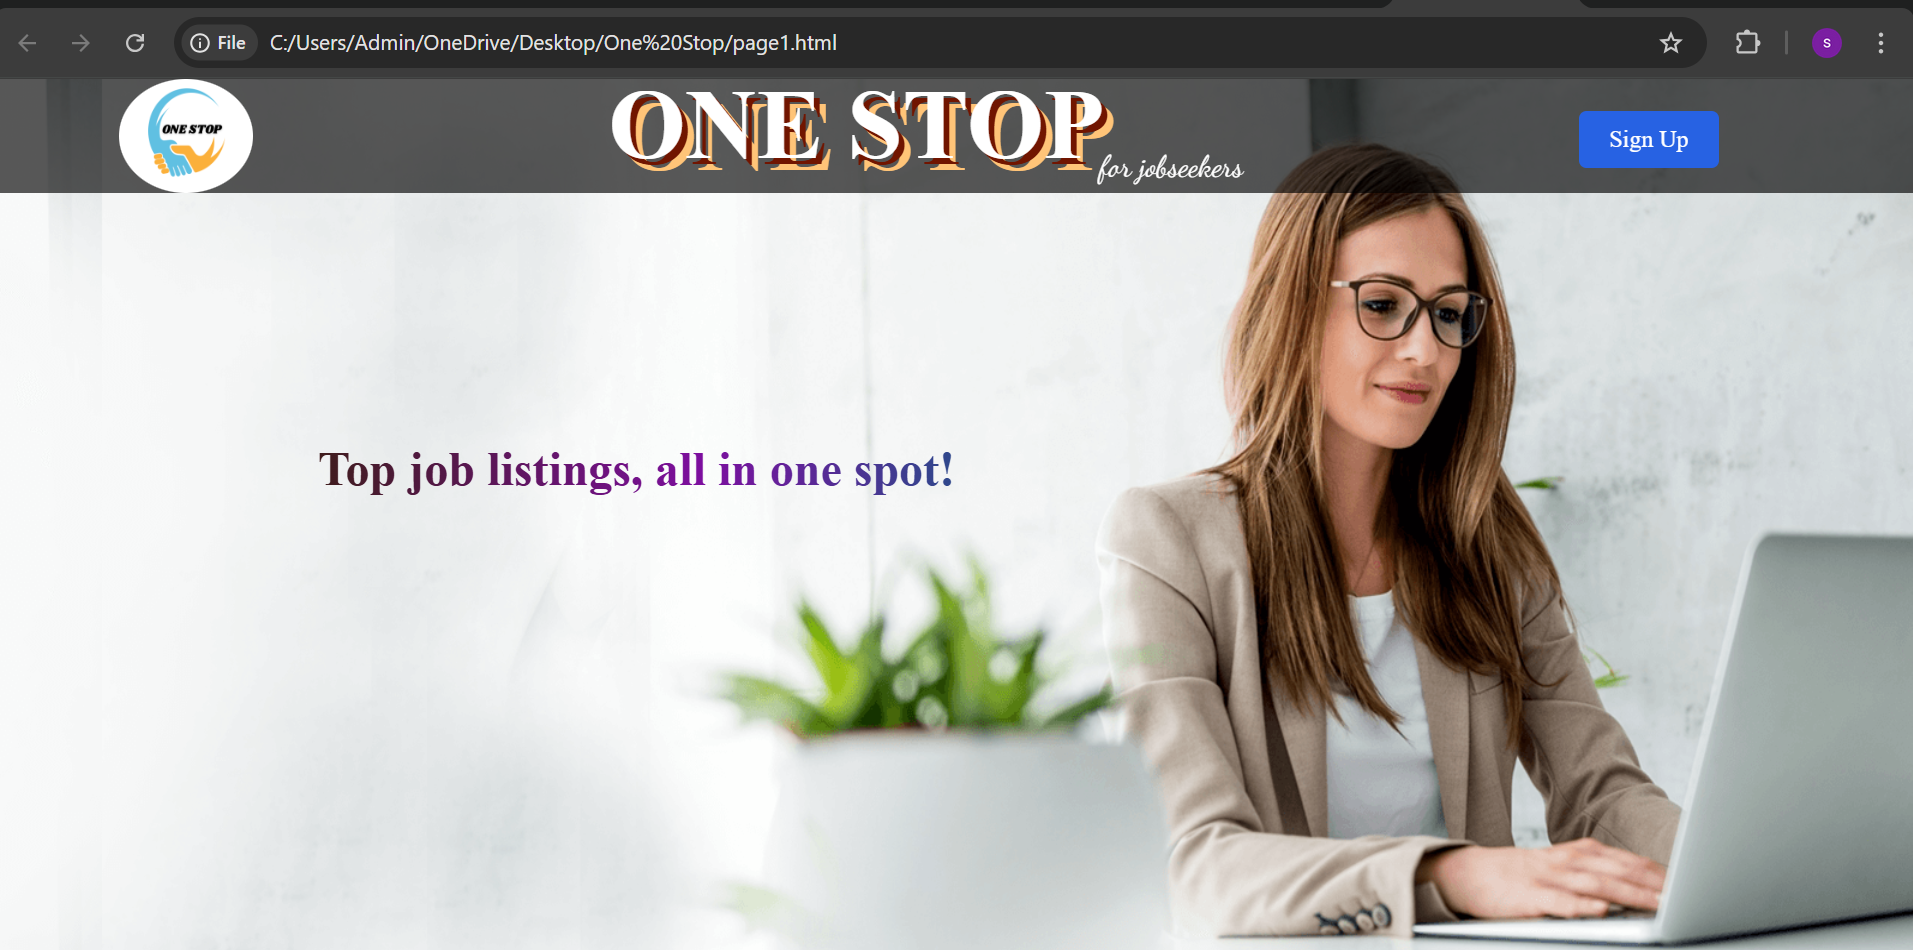 File C:/Users/Admin/OneDrive/Desktop/One%20Stop/page1.html
s
ONE STOP
ONE STOP
for jobseekers
Sign Up
Top job listings, all in one spot!